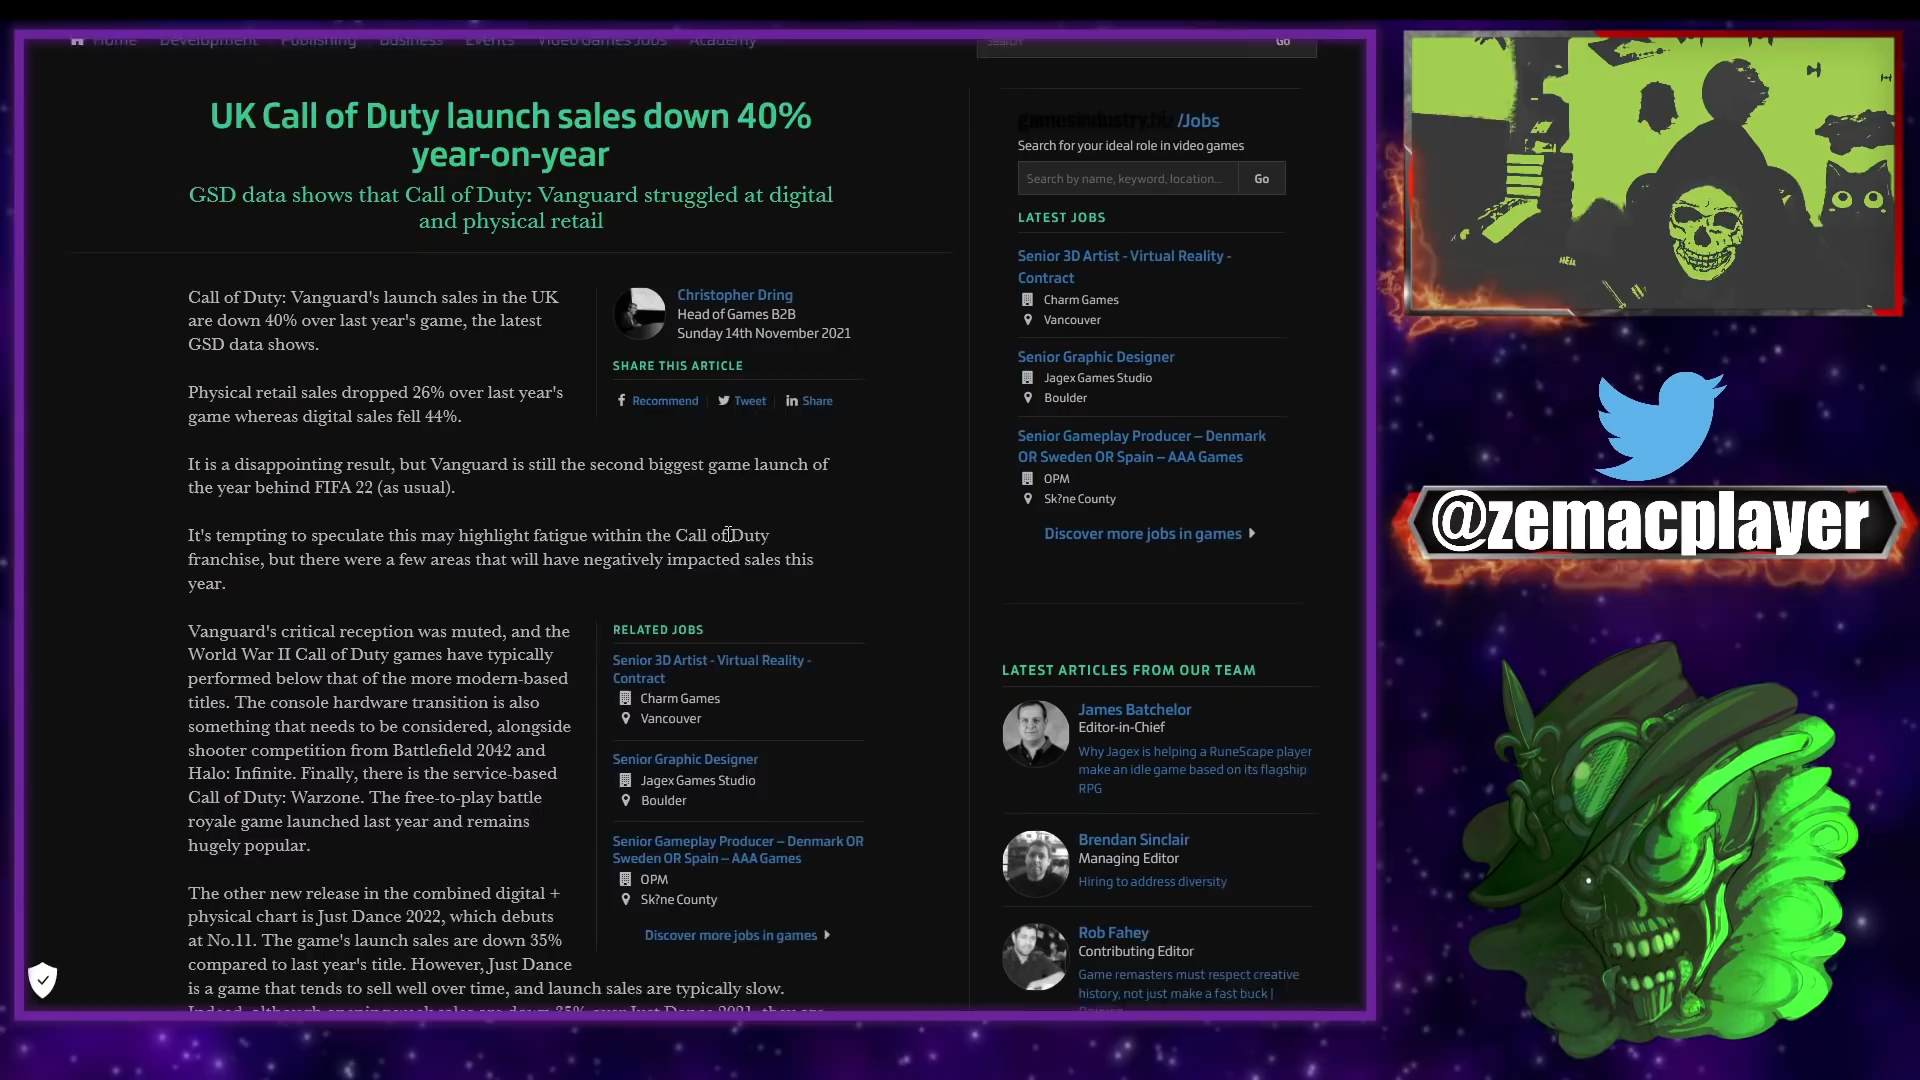 Home Development Publishing Business Events Video Games Jobs Academy
Search Go
UK Call of Duty launch sales down 40%
year-on-year
GSD data shows that Call of Duty: Vanguard struggled at digital
and physical retail
Call of Duty: Vanguard's launch sales in the UK
are down 40% over last year's game, the latest
GSD data shows.
Physical retail sales dropped 26% over last year's
game whereas digital sales fell 44%.
It is a disappointing result, but Vanguard is still the second biggest game launch of
the year behind FIFA 22 (as usual).
It's tempting to speculate this may highlight fatigue within the Call of Duty
franchise, but there were a few areas that will have negatively impacted sales this
year.
Vanguard's critical reception was muted, and the
World War II Call of Duty games have typically
performed below that of the more modern-based
titles. The console hardware transition is also
something that needs to be considered, alongside
shooter competition from Battlefield 2042 and
Halo: Infinite. Finally, there is the service-based
Call of Duty: Warzone. The free-to-play battle
royale game launched last year and remains
hugely popular.
The other new release in the combined digital +
physical chart is Just Dance 2022, which debuts
at No.11. The game's launch sales are down 35%
compared to last year's title. However, Just Dance
is a game that tends to sell well over time, and launch sales are typically slow.
Christopher Dring
Head of Games B2B
Sunday 14th November 2021
SHARE THIS ARTICLE
Recommend Tweet Share
RELATED JOBS
Senior 3D Artist - Virtual Reality -
Contract
Charm Games
Vancouver
Senior Graphic Designer
Jagex Games Studio
Boulder
Senior Gameplay Producer – Denmark OR
Sweden OR Spain – AAA Games
OPM
Sk?ne County
Discover more jobs in games
gamesindustry.biz /Jobs
Search for your ideal role in video games
Search by name, keyword, location... Go
LATEST JOBS
Senior 3D Artist - Virtual Reality -
Contract
Charm Games
Vancouver
Senior Graphic Designer
Jagex Games Studio
Boulder
Senior Gameplay Producer – Denmark
OR Sweden OR Spain – AAA Games
OPM
Sk?ne County
Discover more jobs in games
LATEST ARTICLES FROM OUR TEAM
James Batchelor
Editor-in-Chief
Why Jagex is helping a RuneScape player
make an idle game based on its flagship
RPG
Brendan Sinclair
Managing Editor
Hiring to address diversity
Rob Fahey
Contributing Editor
Game remasters must respect creative
history, not just make a fast buck |
Opinion
@zemacplayer